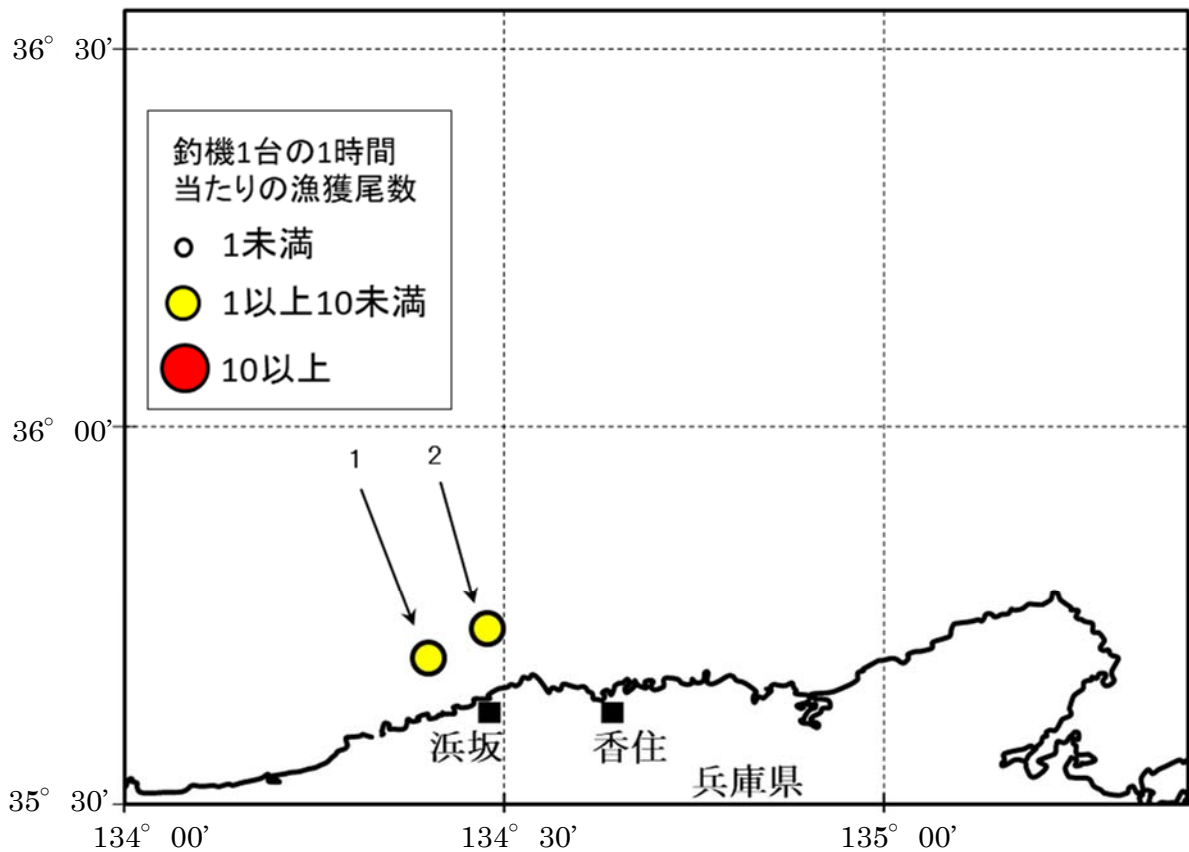 36° 30’
釣機1台の1時間
当たりの漁獲尾数
1未満
1以上10未満
10以上
36° 00’
1
2
浜坂
香住
兵庫県
35° 30’
134° 00’
134° 30’
135° 00’